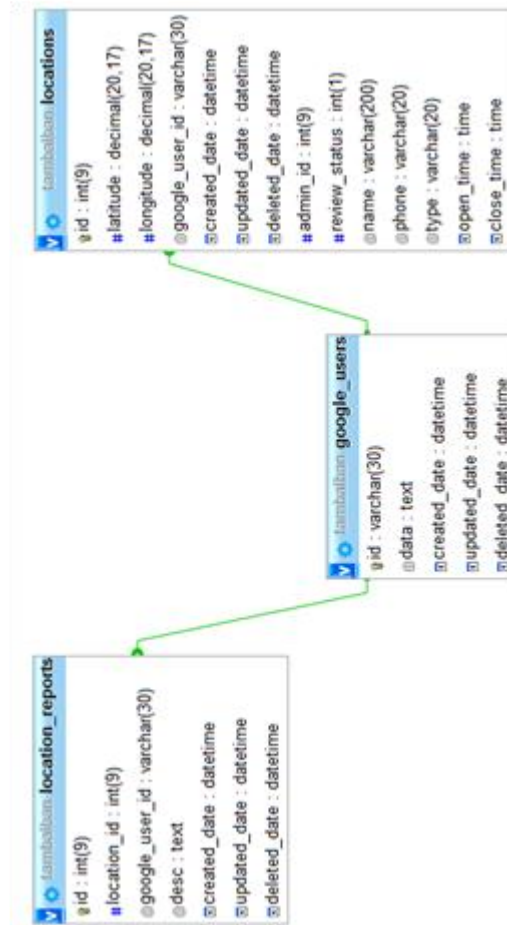 tambalban locations
id : int(9)
latitude : decimal(20,17)
longitude : decimal(20,17)
google_user_id : varchar(30)
created_date : datetime
updated_date : datetime
deleted_date : datetime
admin_id : int(9)
review_status : int(1)
name : varchar(200)
phone : varchar(20)
type : varchar(20)
open_time : time
close_time : time
tambalban google_users
id : varchar(30)
data : text
created_date : datetime
updated_date : datetime
deleted_date : datetime
tambalban location_reports
id : int(9)
location_id : int(9)
google_user_id : varchar(30)
desc : text
created_date : datetime
updated_date : datetime
deleted_date : datetime